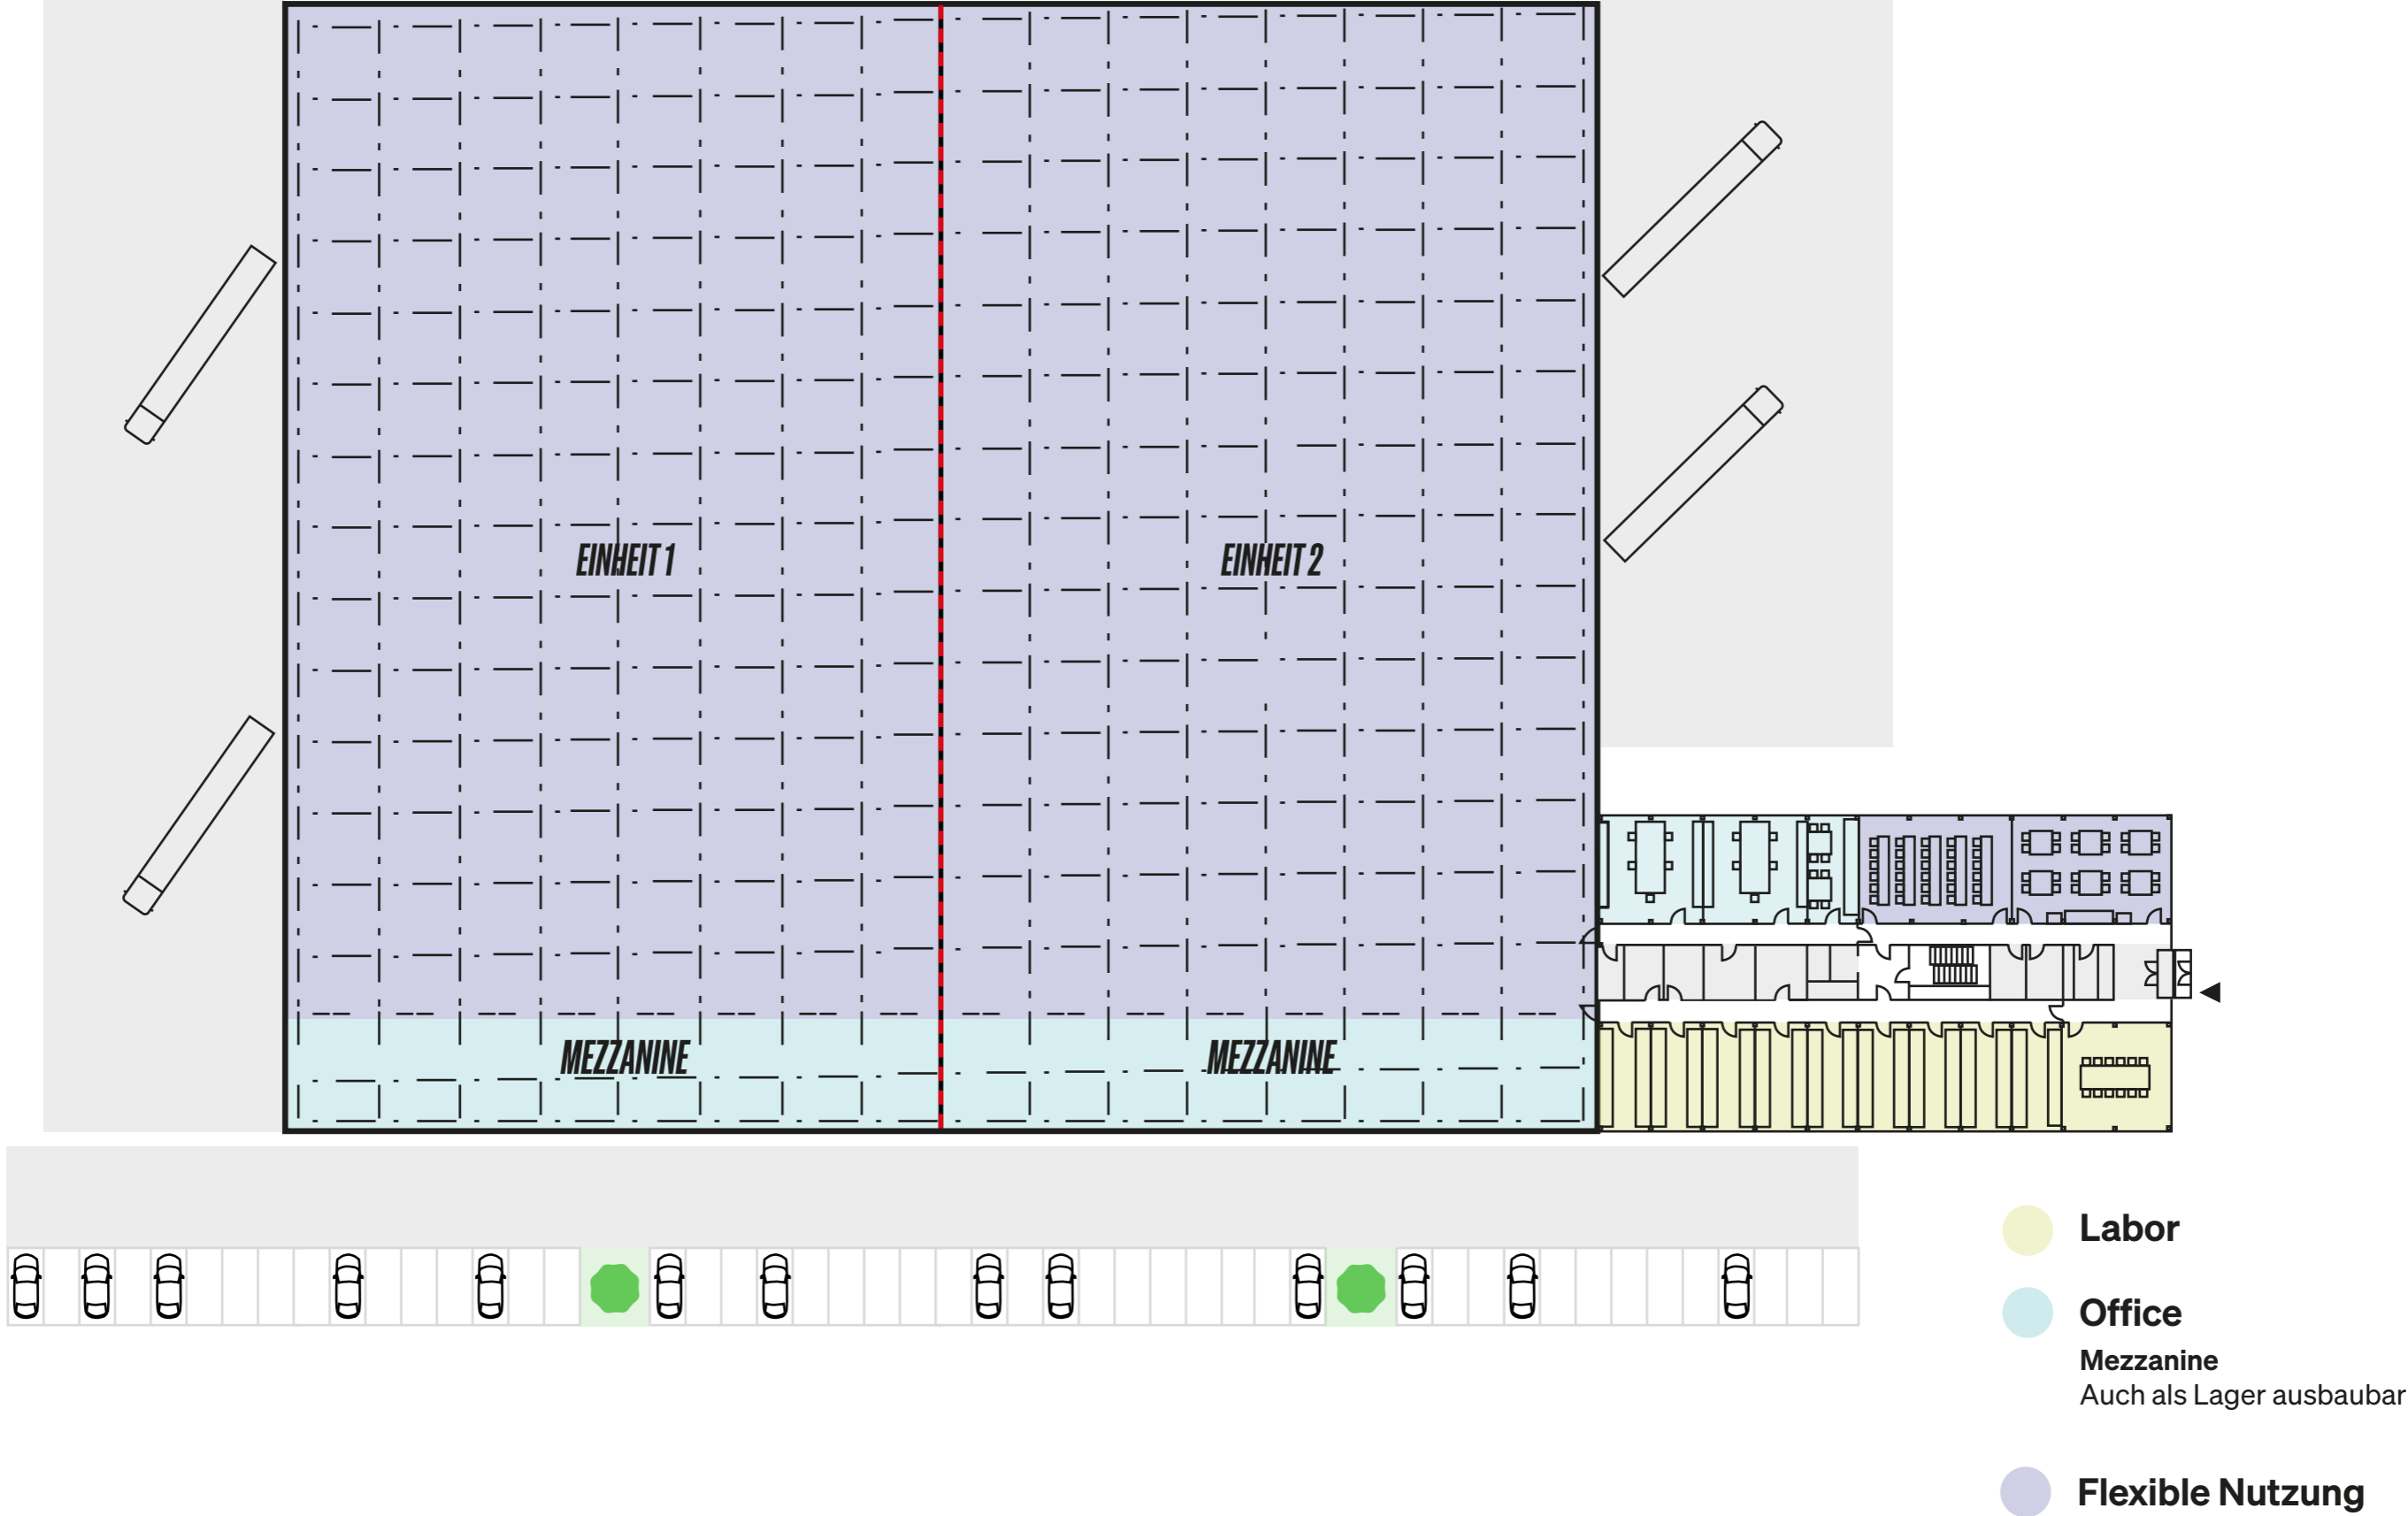 EINHEIT 1
EINHEIT 2
MEZZANINE
MEZZANINE
Labor
Office
Mezzanine
Auch als Lager ausbaubar
Flexible Nutzung